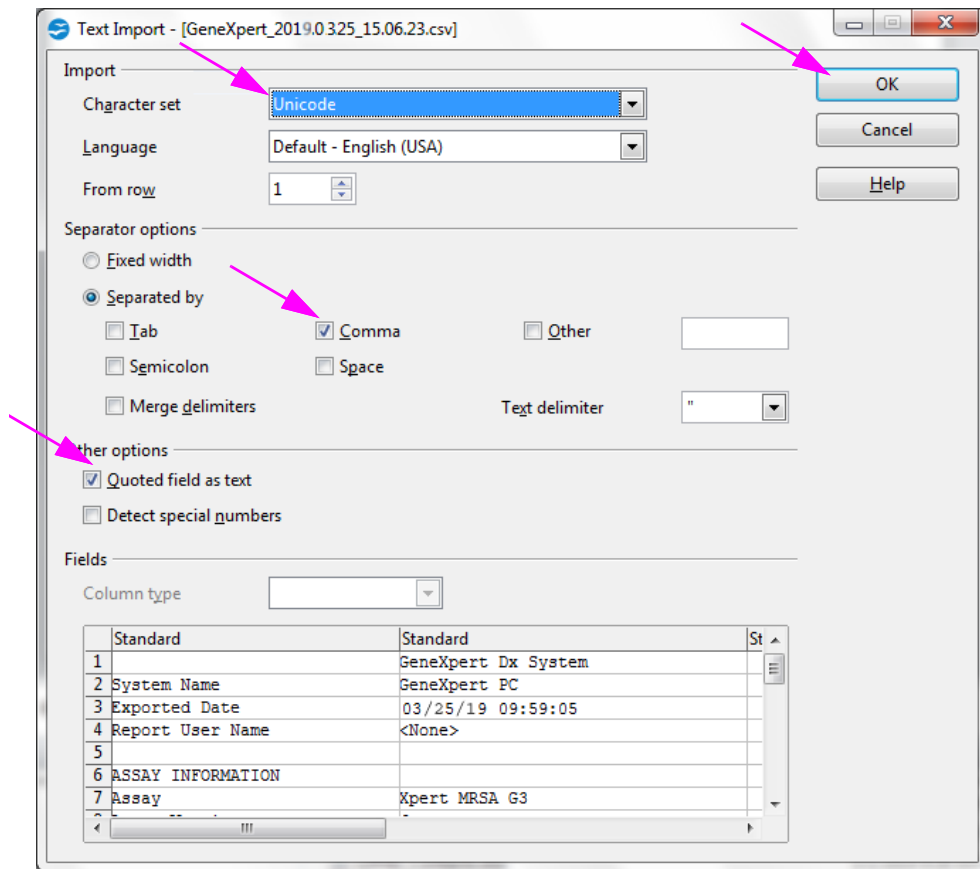 Text Import - [GeneXpert_2019.0325_15.06.23.csv]
Import
OK
Character set Unicode
Cancel
Language Default - English (USA)
Help
From row 1
Separator options
Fixed width
Separated by
Tab Comma Other
Semicolon Space
Merge delimiters Text delimiter "
ther options
Quoted field as text
Detect special numbers
Fields
Column type
Standard Standard St
1 GeneXpert Dx System
2 System Name GeneXpert PC
3 Exported Date 03/25/19 09:59:05
4 Report User Name <None>
5
6 ASSAY INFORMATION
7 Assay Xpert MRSA G3